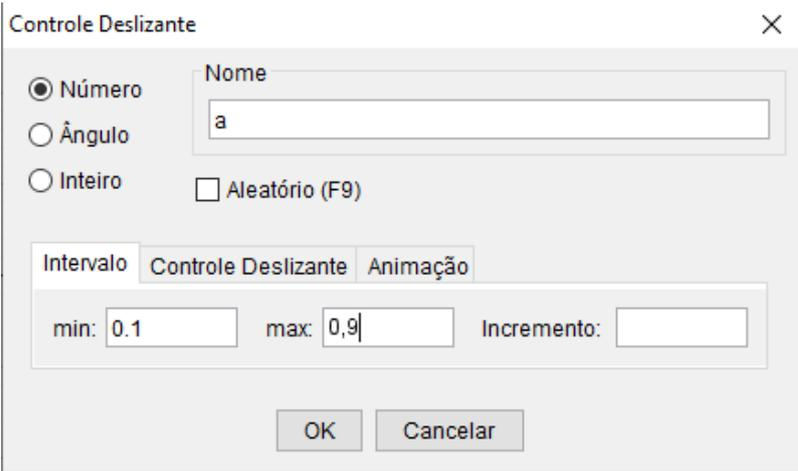 Controle Deslizante
Número
Nome
a
Ângulo
Inteiro
Aleatório (F9)
Intervalo Controle Deslizante Animação
min: 0.1 max: 0,9 Incremento:
OK Cancelar